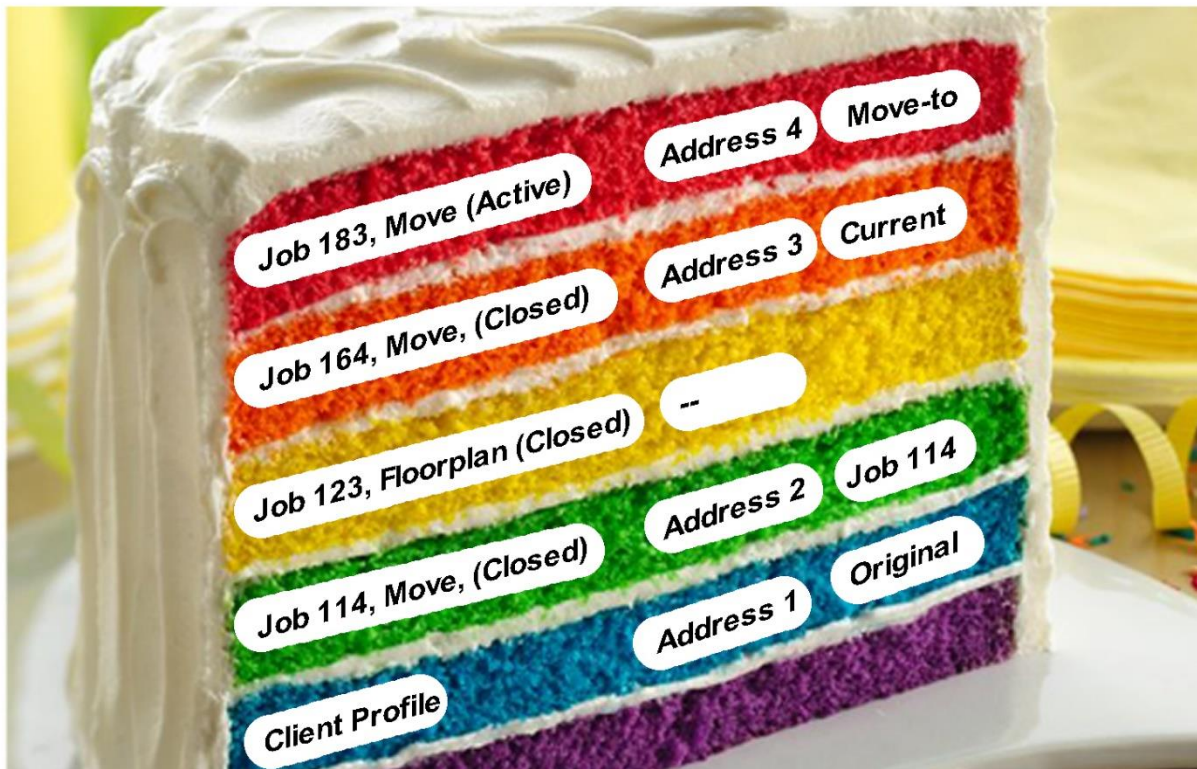 Job 183, Move (Active) Address 4 Move-to
Job 164, Move, (Closed) Address 3 Current
Job 123, Floorplan (Closed) --
Job 114, Move, (Closed) Address 2 Job 114
Client Profile Address 1 Original